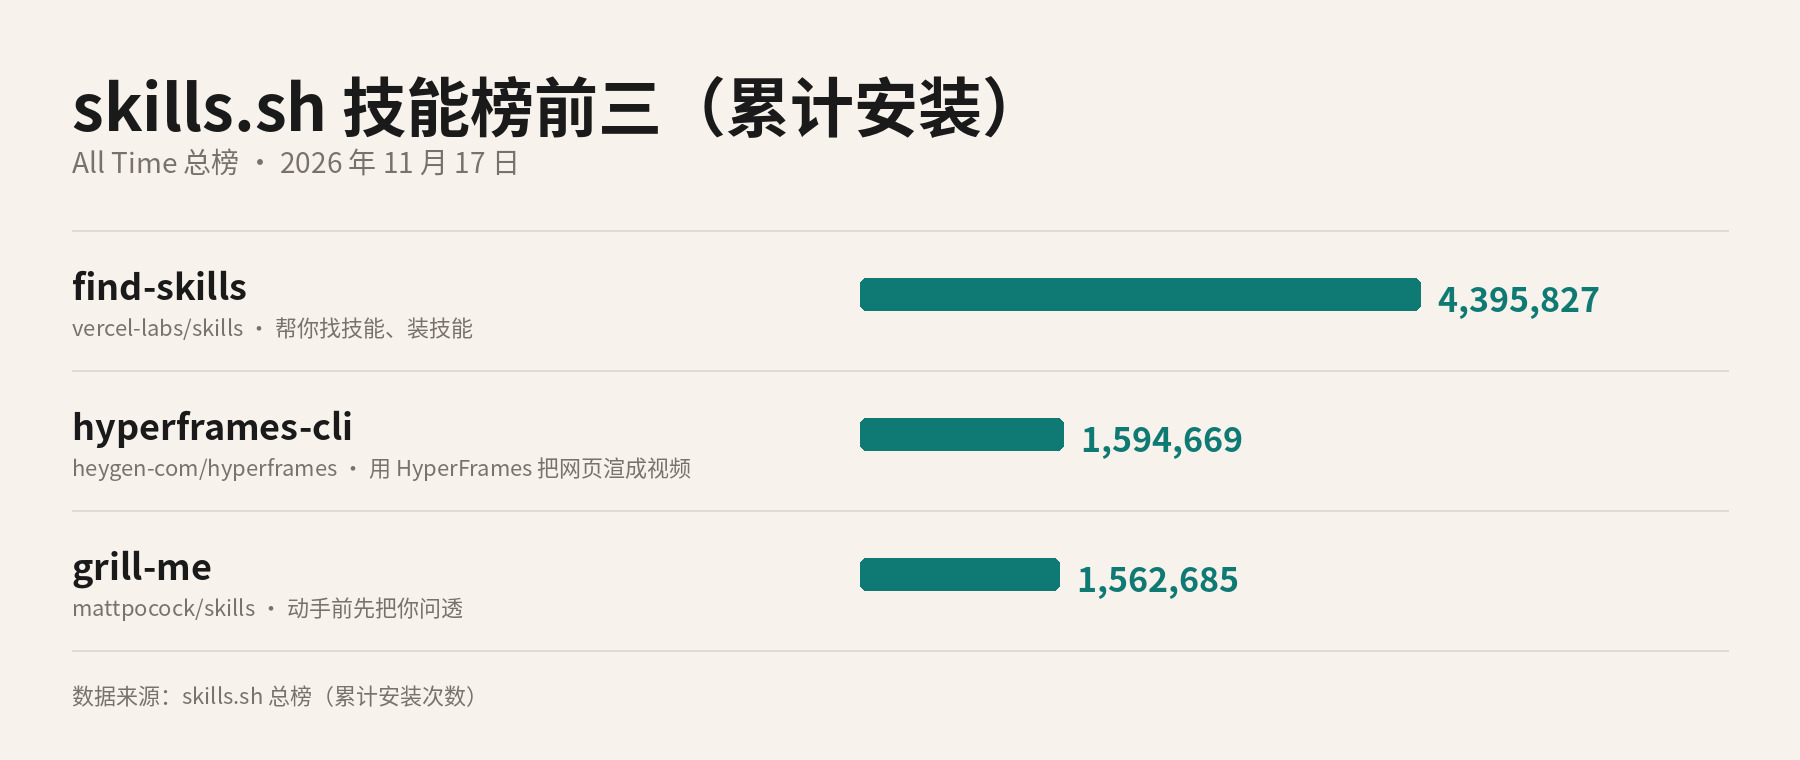 skills.sh 技能榜前三（累计安装）
All Time 总榜 · 2026 年 11 月 17 日
find-skills
4,395,827
vercel-labs/skills · 帮你找技能、装技能
hyperframes-cli
1,594,669
heygen-com/hyperframes · 用 HyperFrames 把网页渲成视频
grill-me
1,562,685
mattpocock/skills · 动手前先把你问透
数据来源：skills.sh 总榜（累计安装次数）